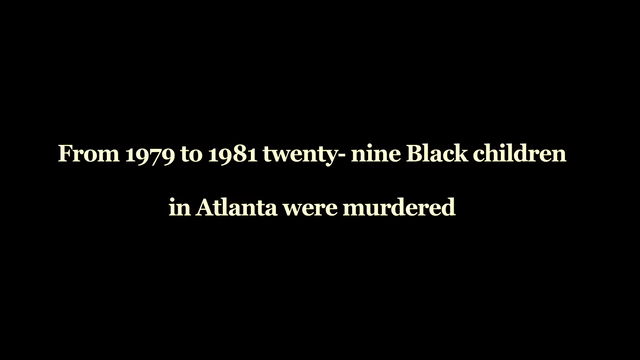 From 1979 to 1981 twenty- nine Black children
in Atlanta were murdered